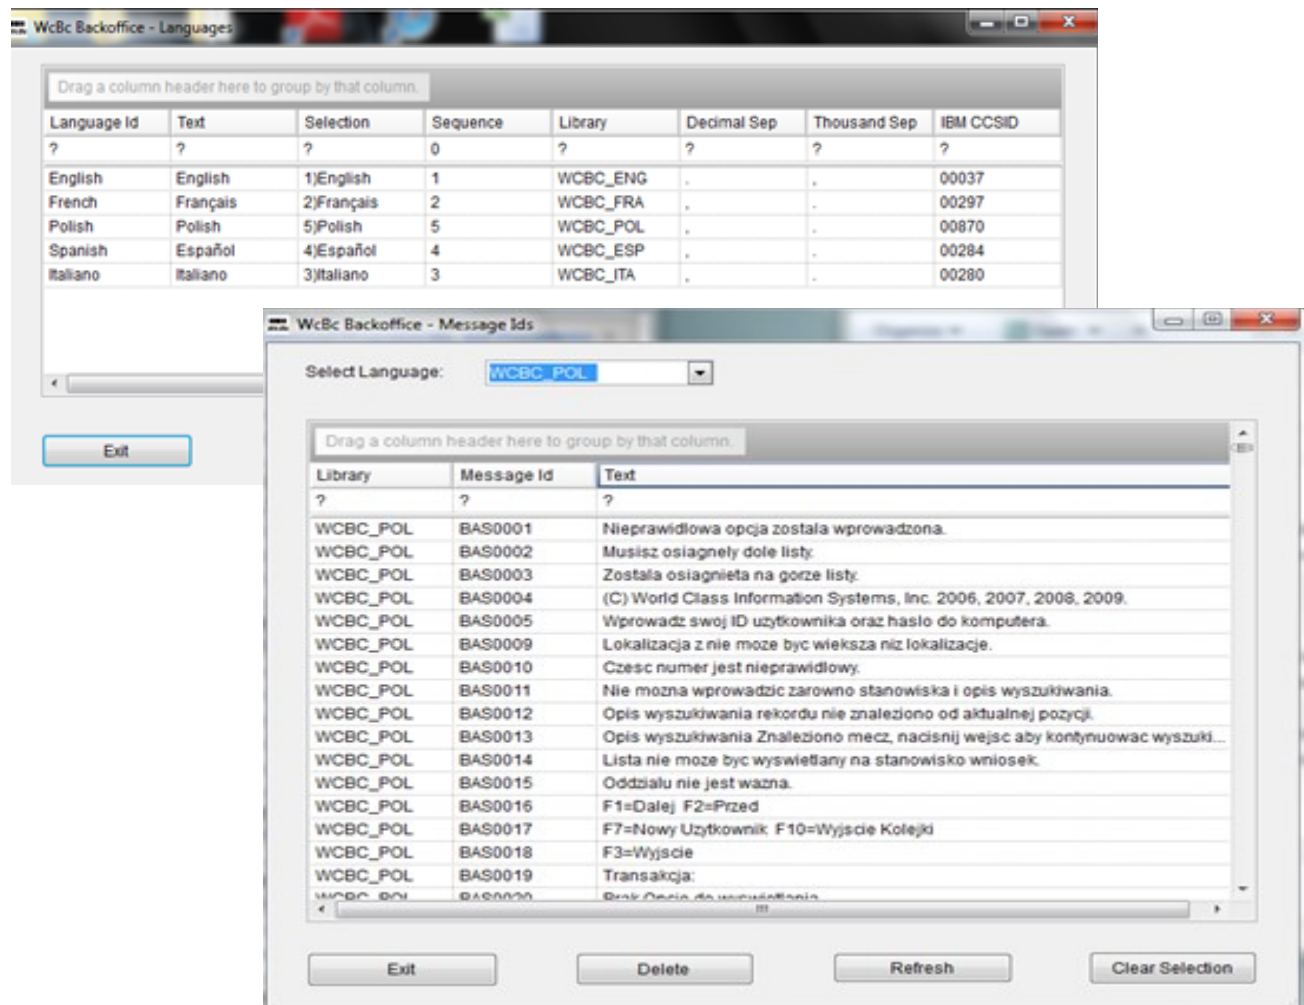 WcBc Backoffice - Languages
Drag a column header here to group by that column.
Language Id Text Selection Sequence Library Decimal Sep Thousand Sep IBM CCSID
? ? ? 0 ? ? ? ?
English English 1)English 1 WCBC_ENG . , 00037
French Français 2)Français 2 WCBC_FRA , . 00297
Polish Polish 5)Polish 5 WCBC_POL , . 00870
Spanish Español 4)Español 4 WCBC_ESP , . 00284
Italiano Italiano 3)Italiano 3 WCBC_ITA , . 00280
Exit
WcBc Backoffice - Message Ids
Select Language: WCBC_POL
Drag a column header here to group by that column.
Library Message Id Text
? ? ?
WCBC_POL BAS0001 Nieprawidlowa opcja zostala wprowadzona.
WCBC_POL BAS0002 Musisz osiagnely dole listy.
WCBC_POL BAS0003 Zostala osiagnieta na gorze listy.
WCBC_POL BAS0004 (C) World Class Information Systems, Inc. 2006, 2007, 2008, 2009.
WCBC_POL BAS0005 Wprowadz swoj ID uzytkownika oraz haslo do komputera.
WCBC_POL BAS0009 Lokalizacja z nie moze byc wieksza niz lokalizacje.
WCBC_POL BAS0010 Czesc numer jest nieprawidlowy.
WCBC_POL BAS0011 Nie mozna wprowadzic zarowno stanowiska i opis wyszukiwania.
WCBC_POL BAS0012 Opis wyszukiwania rekordu nie znaleziono od aktualnej pozycji.
WCBC_POL BAS0013 Opis wyszukiwania Znaleziono mecz, nacisnij wejsc aby kontynuowac wyszuki...
WCBC_POL BAS0014 Lista nie moze byc wyswietlany na stanowisko wniosek.
WCBC_POL BAS0015 Oddzialu nie jest wazna.
WCBC_POL BAS0016 F1=Dalej F2=Przed
WCBC_POL BAS0017 F7=Nowy Uzytkownik F10=Wyjscie Kolejki
WCBC_POL BAS0018 F3=Wyjscie
WCBC_POL BAS0019 Transakcja:
WCBC_POL BAS0020 Brak Opcje do wyswietlania
Exit Delete Refresh Clear Selection